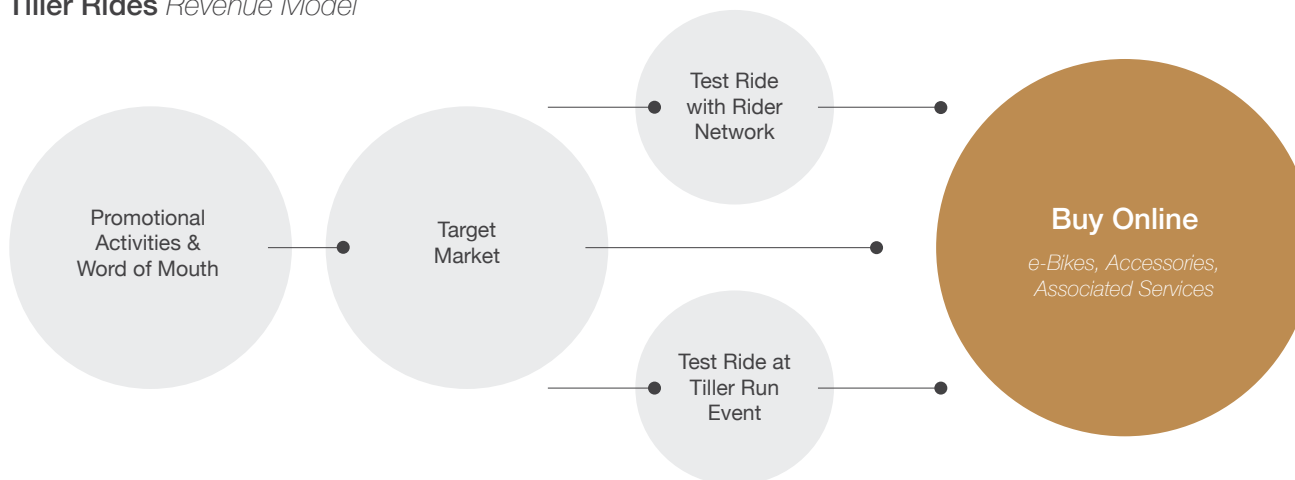 Tiller Rides Revenue Model
Promotional
Activities &
Word of Mouth
Target
Market
Test Ride
with Rider
Network
Test Ride at
Tiller Run
Event
Buy Online
e-Bikes, Accessories,
Associated Services